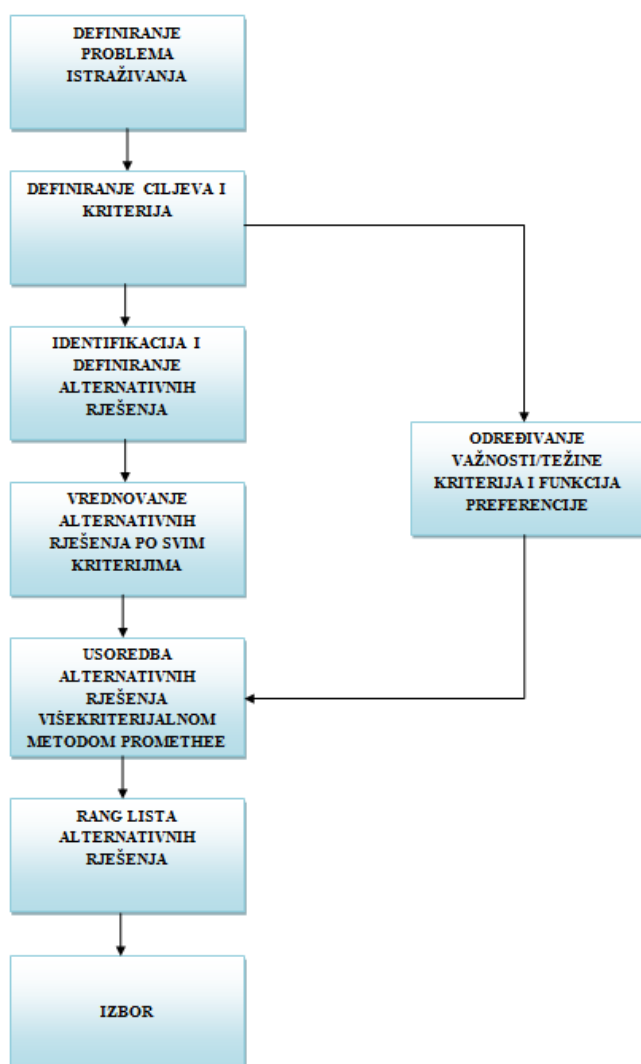 DEFINIRANJE
PROBLEMA
ISTRAŽIVANJA
DEFINIRANJE CILJEVA I
KRITERIJA
IDENTIFIKACIJA I
DEFINIRANJE
ALTERNATIVNIH
RJEŠENJA
ODREĐIVANJE
VAŽNOSTI/TEŽINE
KRITERIJA I FUNKCIJA
PREFERENCIJE
VREDNOVANJE
ALTERNATIVNIH
RJEŠENJA PO SVIM
KRITERIJIMA
USOREDBA
ALTERNATIVNIH
RJEŠENJA
VIŠEKRITERIJALNOM
METODOM PROMETHEE
RANG LISTA
ALTERNATIVNIH
RJEŠENJA
IZBOR